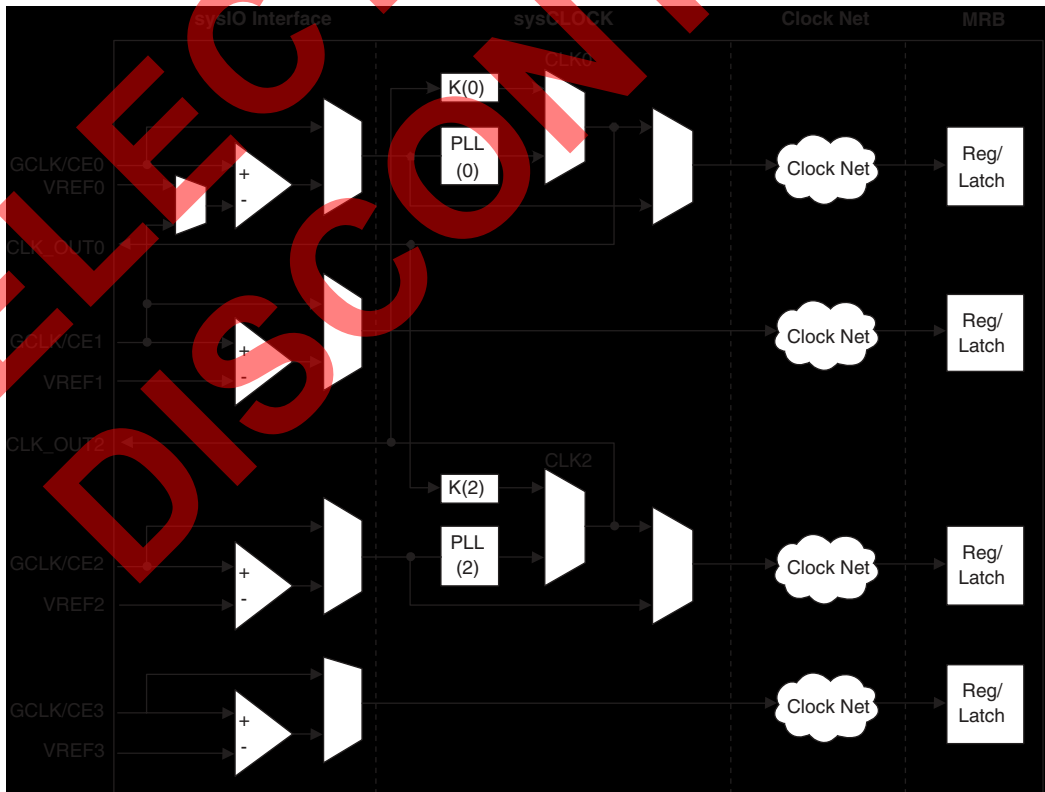 sysIO Interface
sysCLOCK
Clock Net
MRB
CLK0
K(0)
PLL
(0)
GCLK/CE0
VREF0
+
-
Clock Net
Reg/
Latch
CLK_OUT0
GCLK/CE1
VREF1
+
-
Clock Net
Reg/
Latch
CLK_OUT2
CLK2
K(2)
PLL
(2)
GCLK/CE2
VREF2
+
-
Clock Net
Reg/
Latch
GCLK/CE3
VREF3
+
-
Clock Net
Reg/
Latch